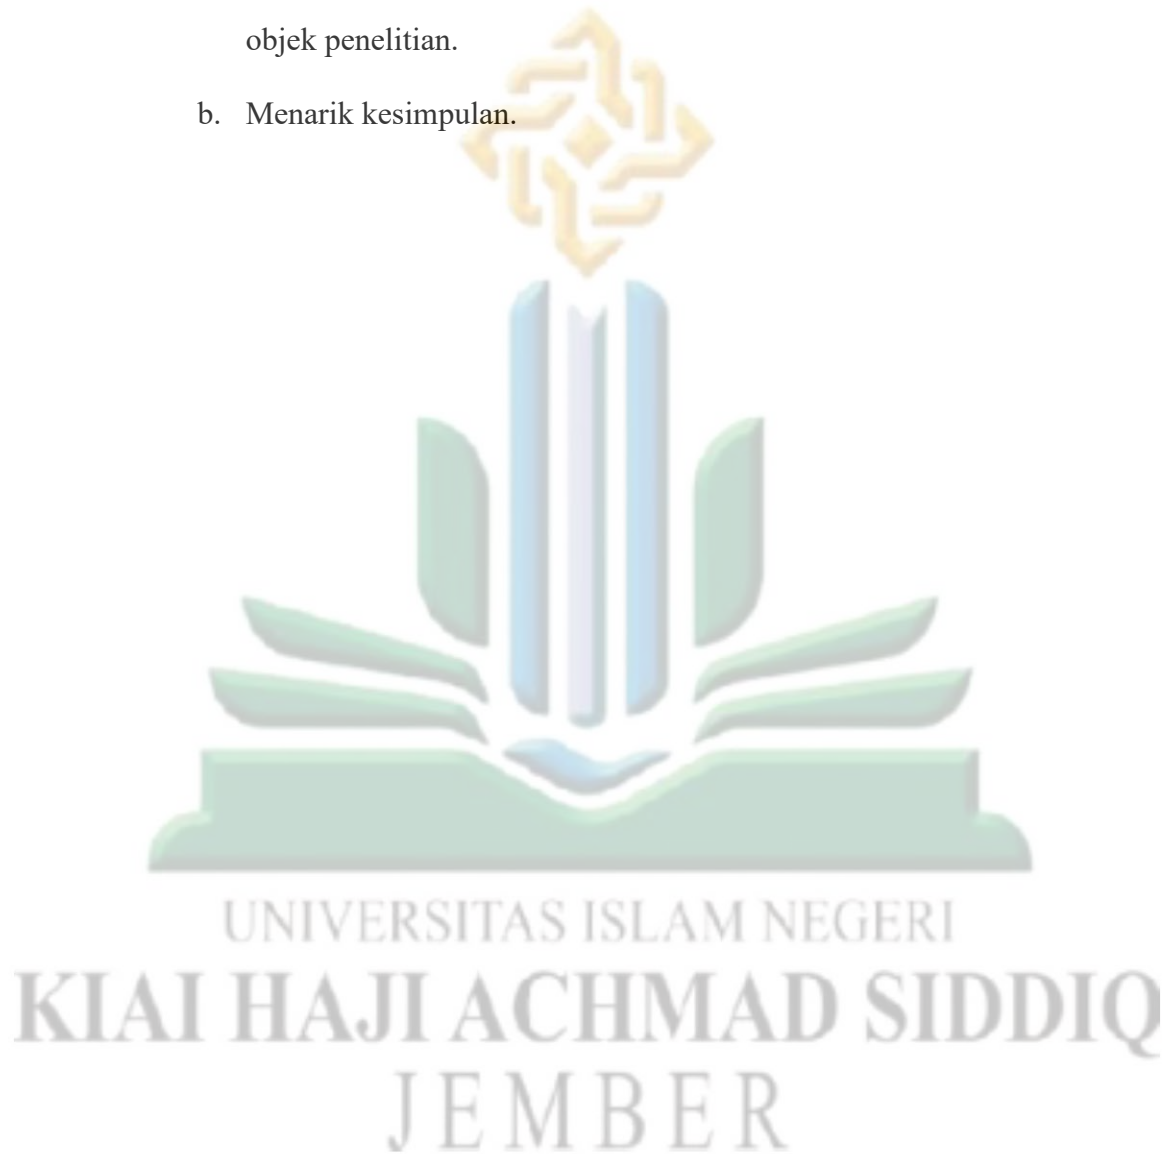 objek penelitian.
b. Menarik kesimpulan.
UNIVERSITAS ISLAM NEGERI
KIAI HAJI ACHMAD SIDDIQ
JEMBER